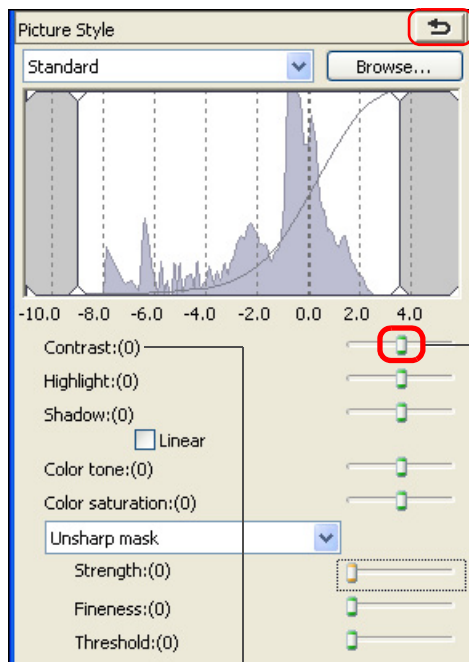 Picture Style
Standard Browse...
-10.0 -8.0 -6.0 -4.0 -2.0 0.0 2.0 4.0
Contrast:(0)
Highlight:(0)
Shadow:(0)
Linear
Color tone:(0)
Color saturation:(0)
Unsharp mask
Strength:(0)
Fineness:(0)
Threshold:(0)